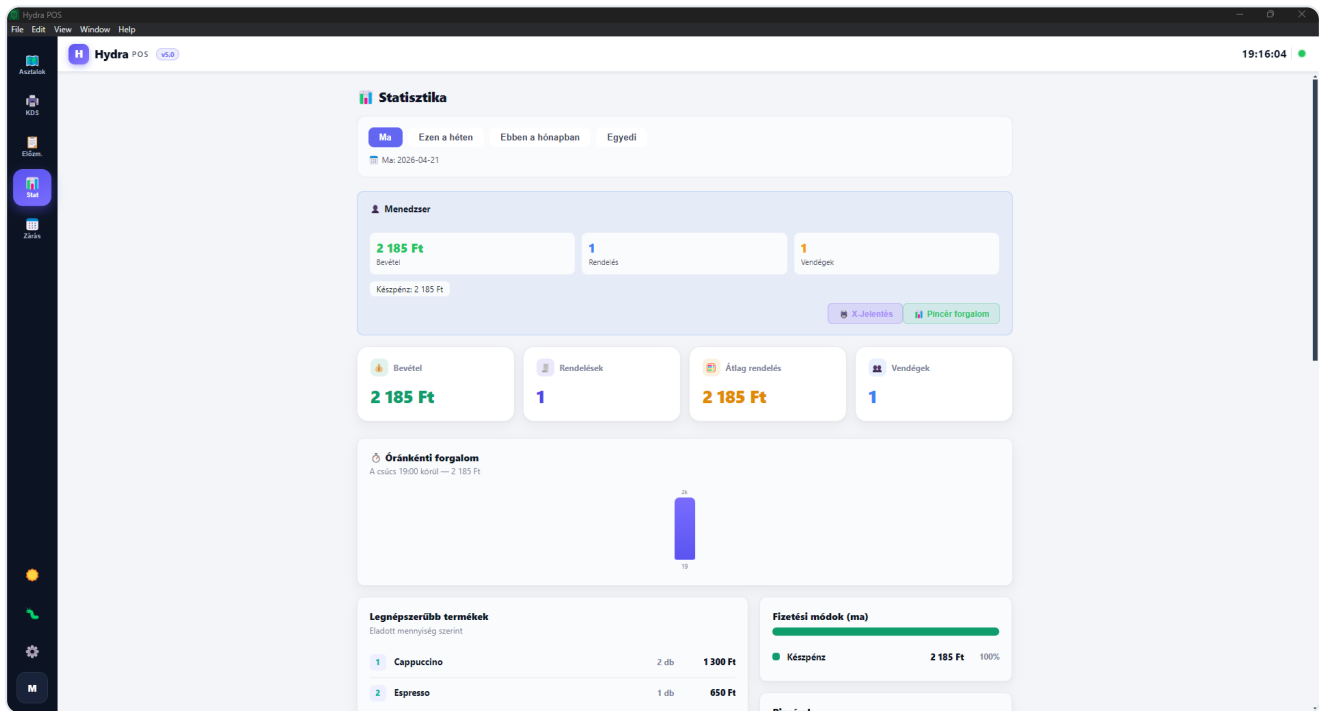 Hydra POS
File Edit View Window Help
H Hydra POS v5.0
19:16:04
Asztalok
KDS
Előzm.
Stat
Zárás
M
Statisztika
Ma Ezen a héten Ebben a hónapban Egyedi
Ma: 2026-04-21
Menedzser
2 185 Ft
Bevétel
1
Rendelés
1
Vendégek
Készpénz: 2 185 Ft
X-Jelentés Pincér forgalom
Bevétel
2 185 Ft
Rendelések
1
Átlag rendelés
2 185 Ft
Vendégek
1
Óránkénti forgalom
A csúcs 19:00 körül — 2 185 Ft
2k
19
Legnépszerűbb termékek
Eladott mennyiség szerint
1 Cappuccino 2 db 1 300 Ft
2 Espresso 1 db 650 Ft
Fizetési módok (ma)
Készpénz 2 185 Ft 100%